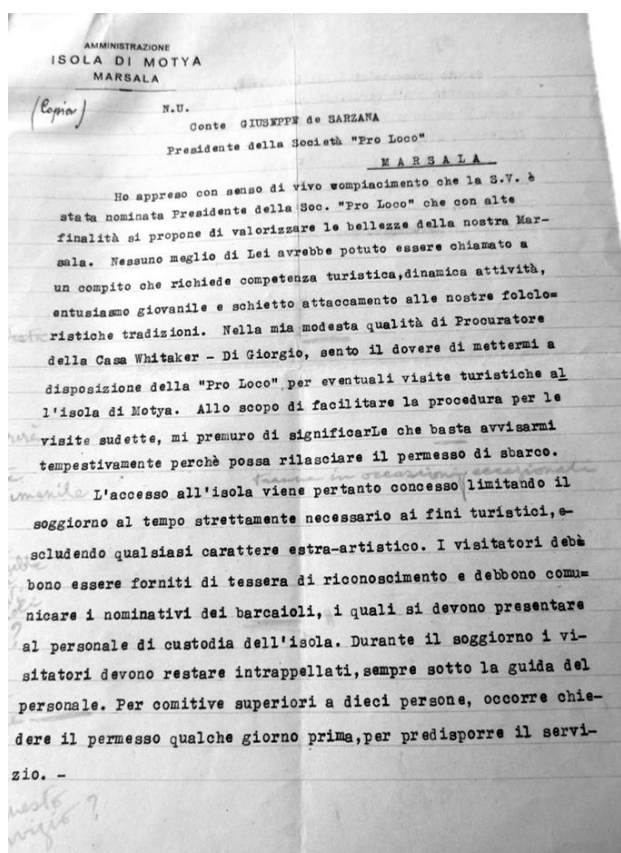 AMMINISTRAZIONE
ISOLA DI MOTYA
MARSALA
(Copia)
N.U.
Conte GIUSEPPE de SARZANA
Presidente della Società "Pro Loco"
MARSALA
Ho appreso con senso di vivo wompiacimento che la S.V. è
stata nominata Presidente della Soc. "Pro Loco" che con alte
finalità si propone di valorizzare le bellezze della nostra Mar-
sala. Nessuno meglio di Lei avrebbe potuto essere chiamato a
un compito che richiede competenza turistica,dinamica attività,
entusiasmo giovanile e schietto attaccamento alle nostre folclo=
ristiche tradizioni. Nella mia modesta qualità di Procuratore
della Casa Whitaker - Di Giorgio, sento il dovere di mettermi a
disposizione della "Pro Loco" per eventuali visite turistiche al
l'isola di Motya. Allo scopo di facilitare la procedura per le
visite sudette, mi premuro di significarLe che basta avvisarmi
tempestivamente perchè possa rilasciare il permesso di sbarco.
tranne in occasioni eccezionali
L'accesso all'isola viene pertanto concesso limitando il
soggiorno al tempo strettamente necessario ai fini turistici,e-
scludendo qualsiasi carattere estra-artistico. I visitatori debà
bono essere forniti di tessera di riconoscimento e debbono comu=
nicare i nominativi dei barcaioli, i quali si devono presentare
al personale di custodia dell'isola. Durante il soggiorno i vi-
sitatori devono restare intrappellati,sempre sotto la guida del
personale. Per comitive superiori a dieci persone, occorre chie-
dere il permesso qualche giorno prima,per predisporre il servi-
zio. -